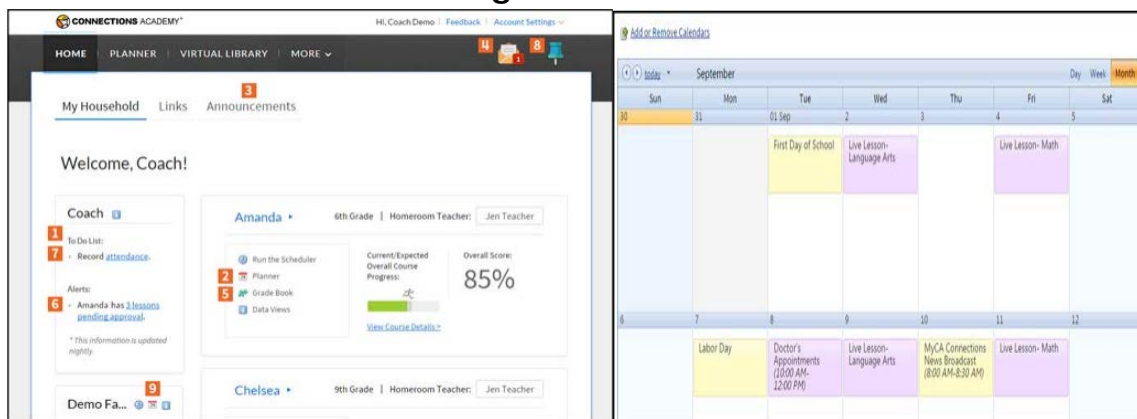 CONNECTIONS ACADEMY
Hi, Coach Demo | Feedback | Account Settings
HOME | PLANNER | VIRTUAL LIBRARY | MORE
4
1
8
3
My Household Links Announcements
Welcome, Coach!
Coach
1
To Do List:
7
• Record attendance.
Alerts:
6
• Amanda has 3 lessons
pending approval.
* This information is updated
nightly
9
Demo Fa...
Amanda
6th Grade | Homeroom Teacher: Jen Teacher
Run the Scheduler
2 Planner
5 Grade Book
Data Views
Current/Expected
Overall Course
Progress:
View Course Details >
Overall Score:
85%
Chelsea
9th Grade | Homeroom Teacher: Jen Teacher
Add or Remove Calendars
today September Day Week Month
Sun Mon Tue Wed Thu Fri Sat
30 31 01 Sep 2 3 4 5
First Day of School
Live Lesson-
Language Arts
Live Lesson- Math
6 7 8 9 10 11 12
Labor Day
Doctor's
Appointments
(10:00 AM-
12:00 PM)
Live Lesson-
Language Arts
MyCA Connections
News Broadcast
(8:00 AM-8:30 AM)
Live Lesson- Math